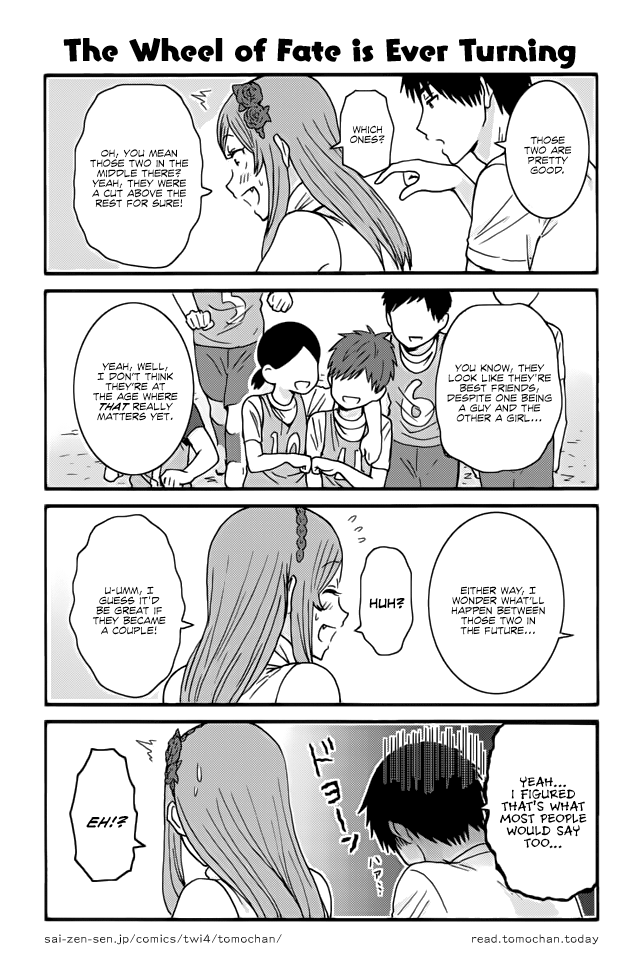 The Wheel of Fate is Ever Turning
THOSE
TWO ARE
PRETTY
GOOD.
WHICH
ONES?
OH, YOU MEAN
THOSE TWO IN THE
MIDDLE THERE?
YEAH, THEY WERE
A CUT ABOVE THE
REST FOR SURE!
YOU KNOW, THEY
LOOK LIKE THEY'RE
BEST FRIENDS,
DESPITE ONE BEING
A GUY AND THE
OTHER A GIRL...
6
10
YEAH, WELL,
I DON'T THINK
THEY'RE AT
THE AGE WHERE
THAT REALLY
MATTERS YET.
EITHER WAY, I
WONDER WHAT'LL
HAPPEN BETWEEN
THOSE TWO IN
THE FUTURE...
HUH?
U-UMM, I
GUESS IT'D
BE GREAT IF
THEY BECAME
A COUPLE!
YEAH...
I FIGURED
THAT'S WHAT
MOST PEOPLE
WOULD SAY
TOO...
ドヨーン
ハァ…
EH!?
sai-zen-sen.jp/comics/twi4/tomochan/
read.tomochan.today